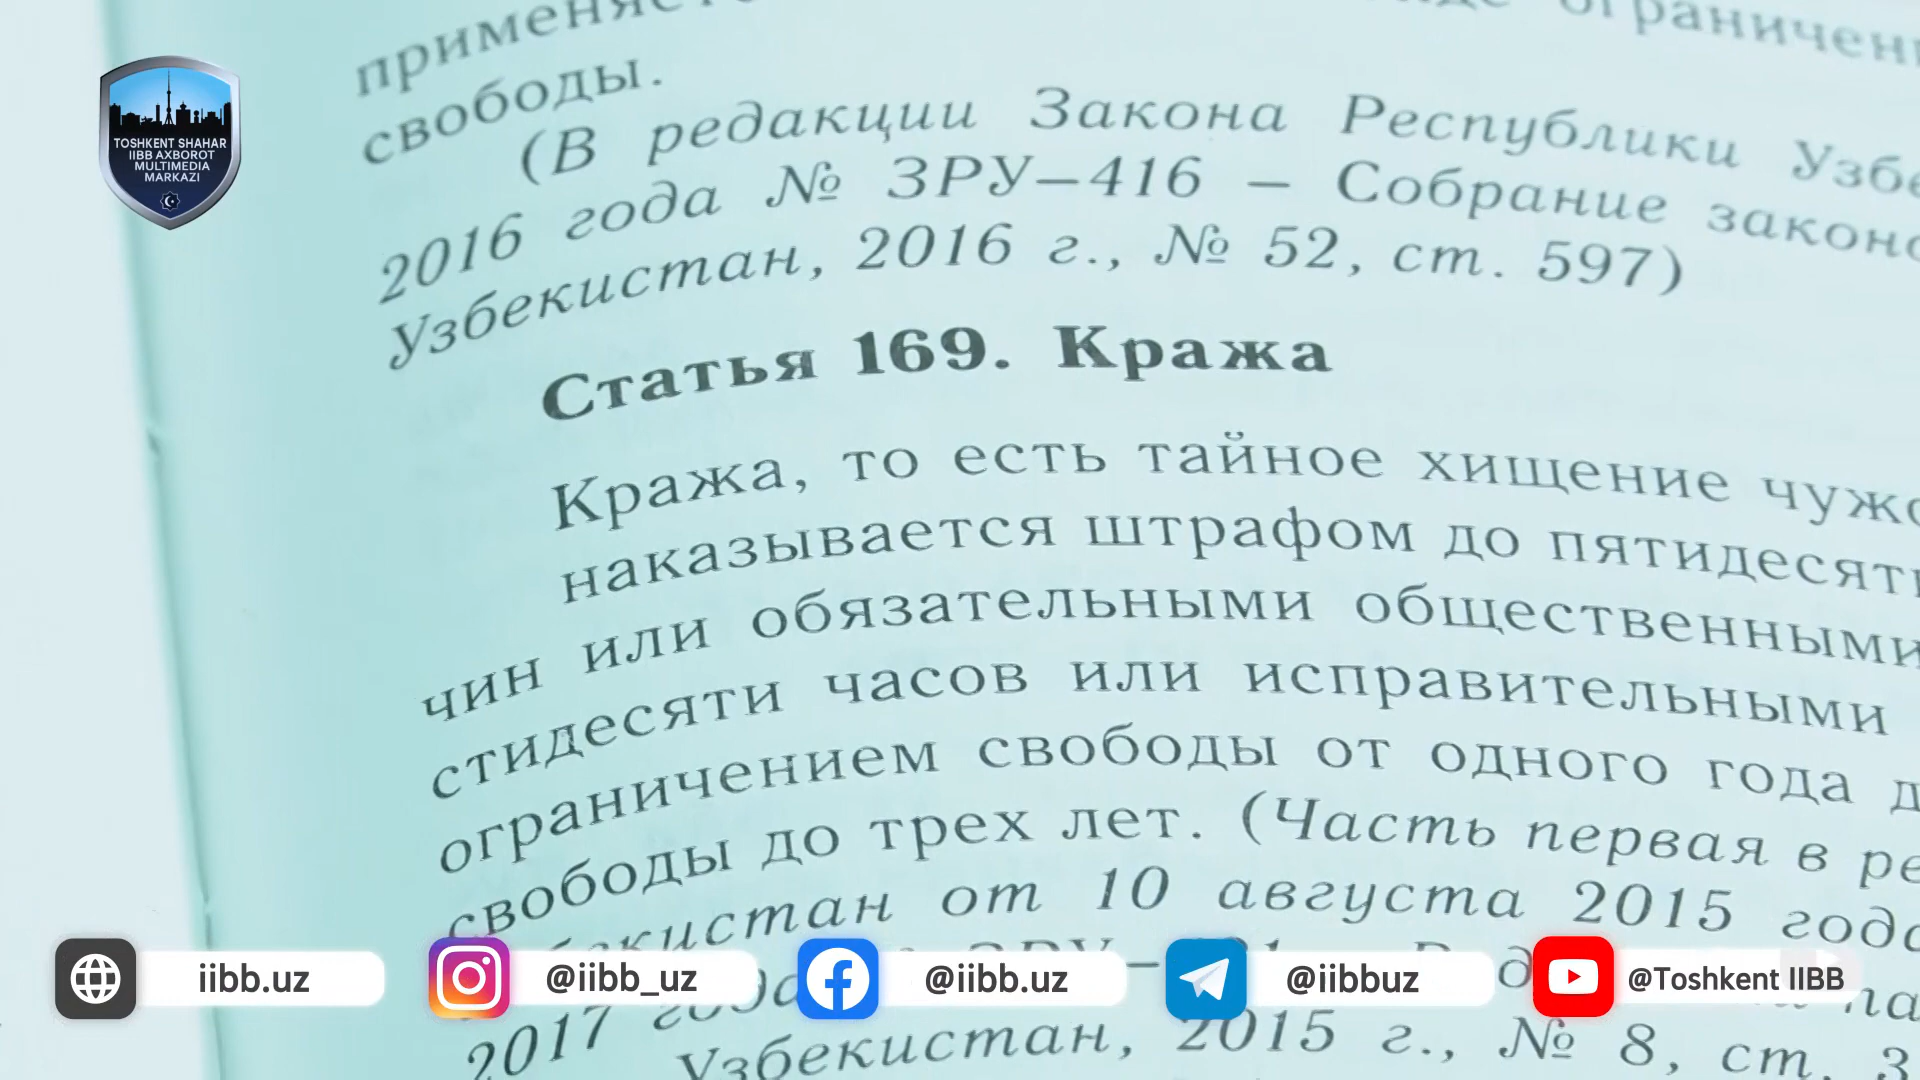 свободы.
(В редакции Закона Республики
2016 года № ЗРУ–416 – Собрание
Узбекистан, 2016 г., № 52, ст. 597)
Статья 169. Кража
Кража, то есть тайное хищение
наказывается штрафом до
чин или обязательными общественными
стидесяти часов или исправительными
ограничением свободы от одного года
свободы до трех лет. (Часть первая в
от 10 августа 2015 года
2017
Узбекистан, 2015 г., № 8, ст.
TOSHKENT SHAHAR
IIBB AXBOROT
MULTIMEDIA
MARKAZI
iibb.uz
@iibb_uz
@iibb.uz
@iibbuz
@Toshkent IIBB